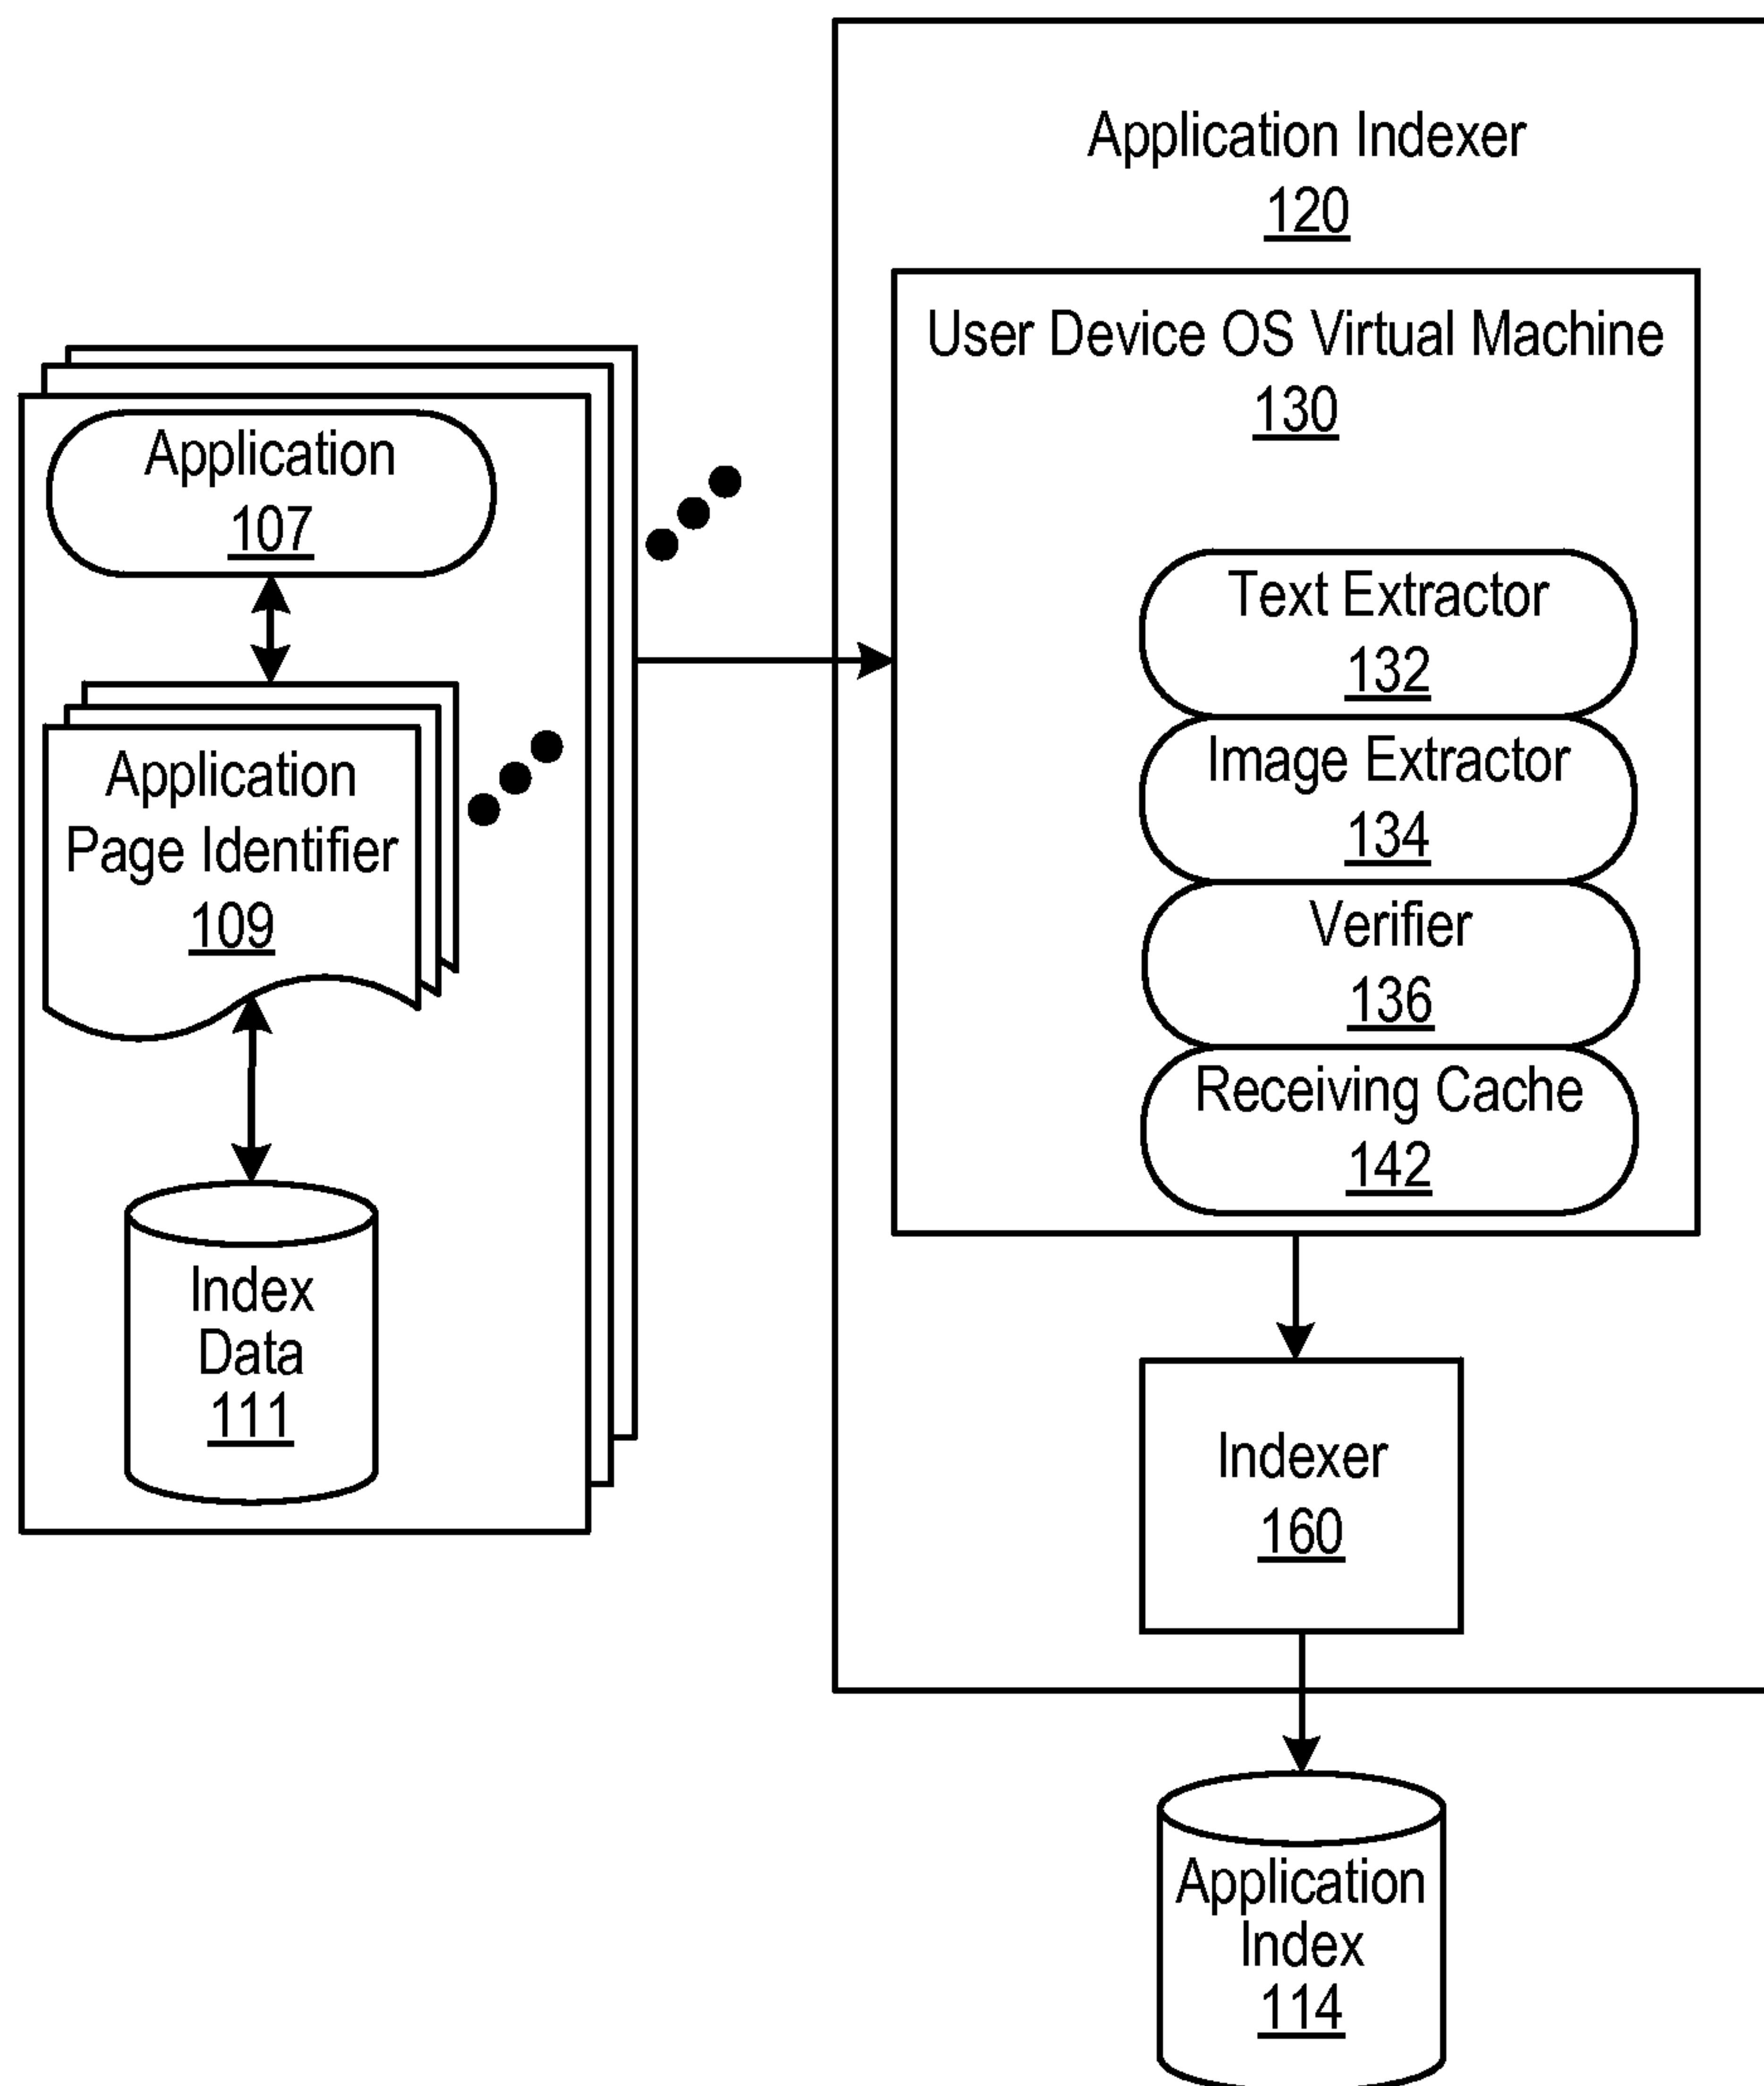 Application Indexer
120
User Device OS Virtual Machine
130
Application
107
Application
Page Identifier
109
Index
Data
111
Text Extractor
132
Image Extractor
134
Verifier
136
Receiving Cache
142
Indexer
160
Application
Index
114